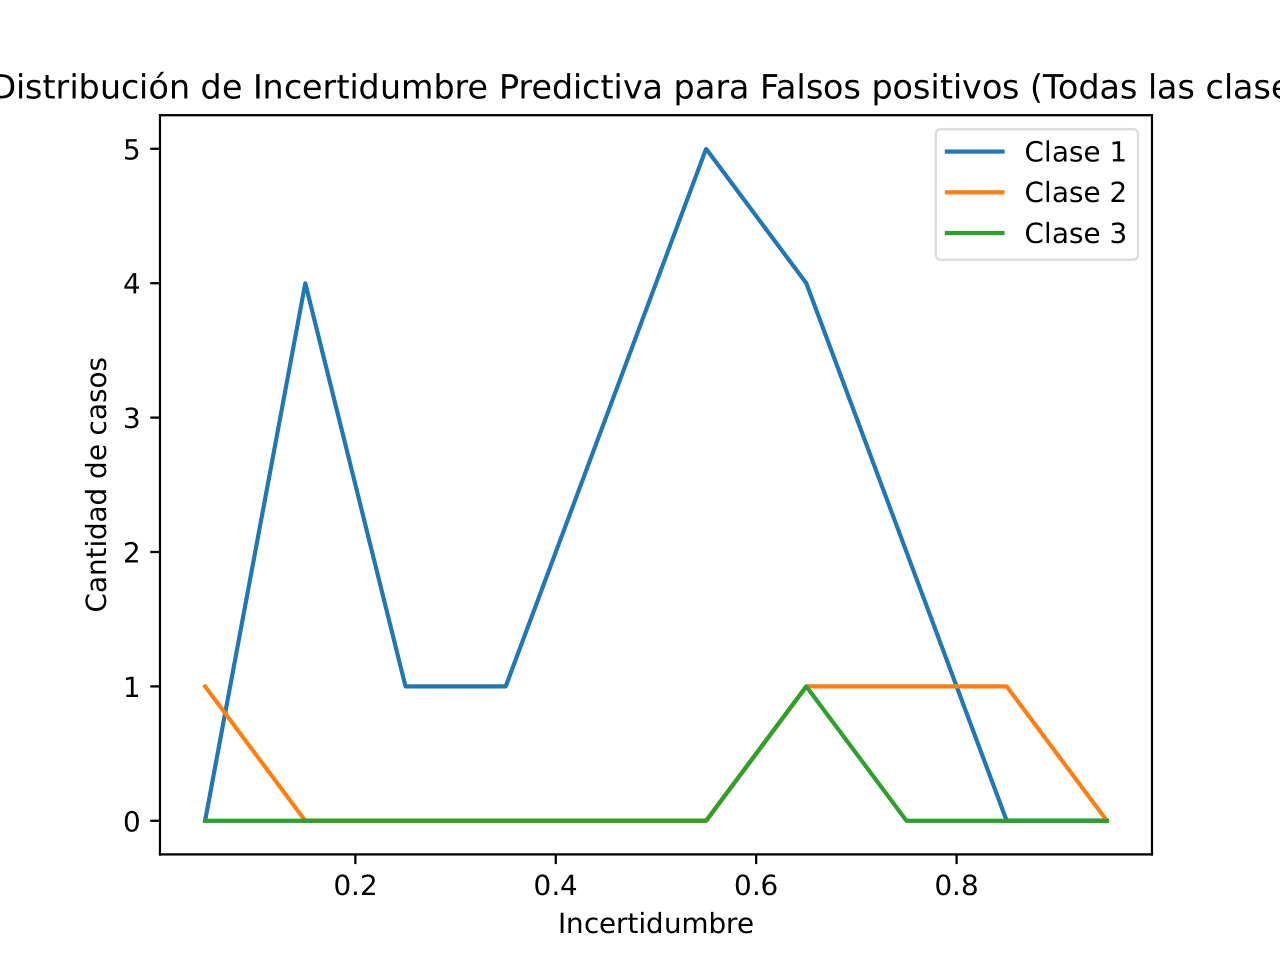 Distribución de Incertidumbre Predictiva para Falsos positivos (Todas las clase
Clase 1
Clase 2
Clase 3
5
4
3
2
1
0
Cantidad de casos
0.2 0.4 0.6 0.8
Incertidumbre